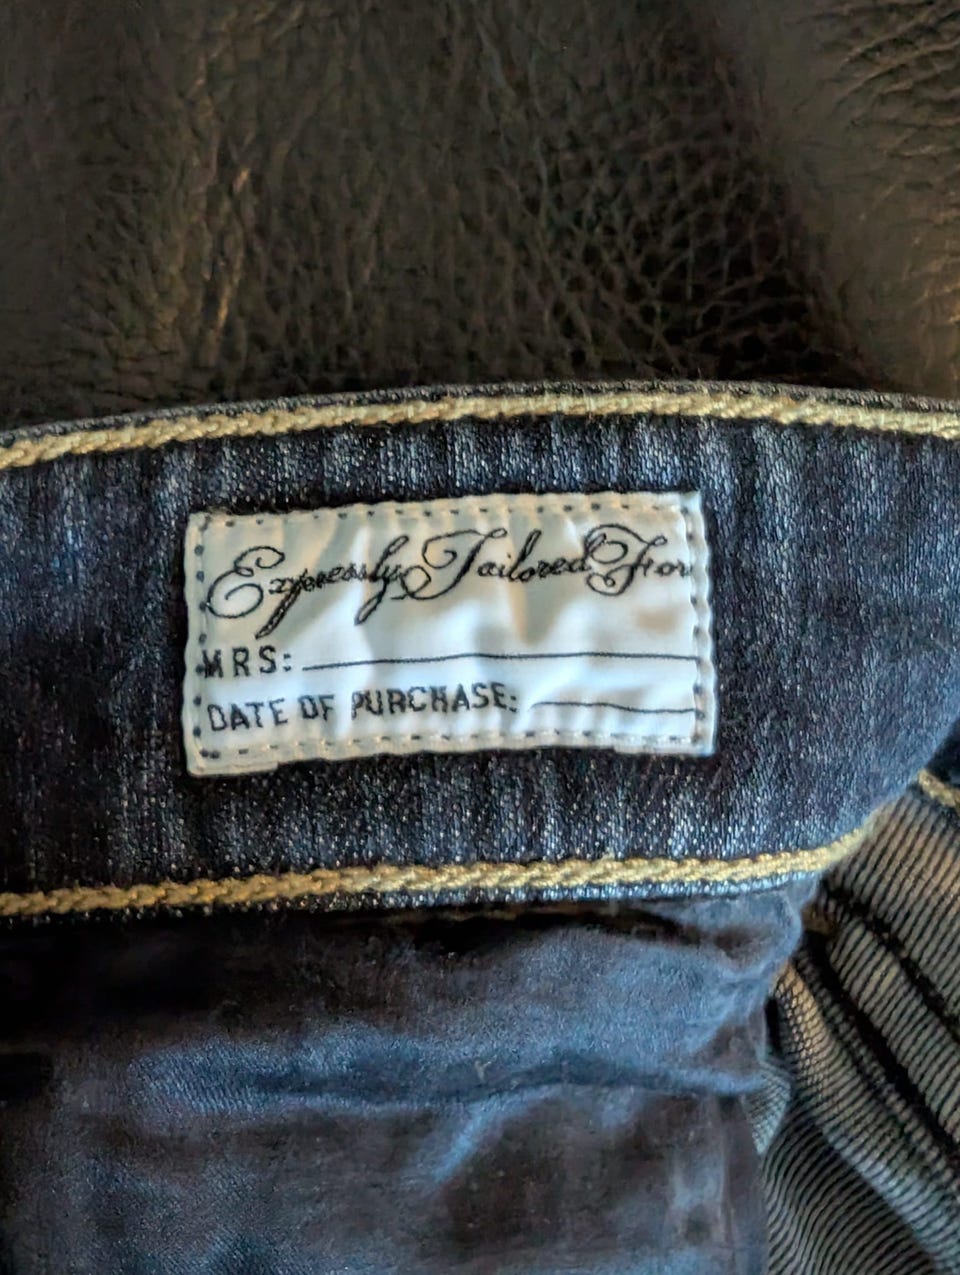 Expressly Tailored For
MRS:
DATE OF PURCHASE: